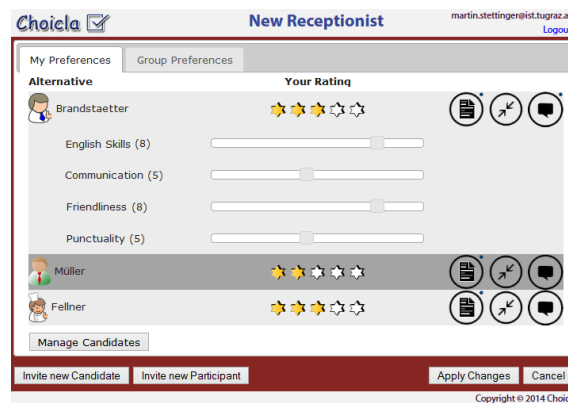 Choicla
New Receptionist
martin.stettinger@ist.tugraz.a
Logou
My Preferences
Group Preferences
Alternative
Your Rating
Brandstaetter
English Skills (8)
Communication (5)
Friendliness (8)
Punctuality (5)
Müller
Fellner
Manage Candidates
Invite new Candidate
Invite new Participant
Apply Changes
Cancel
Copyright © 2014 Choic